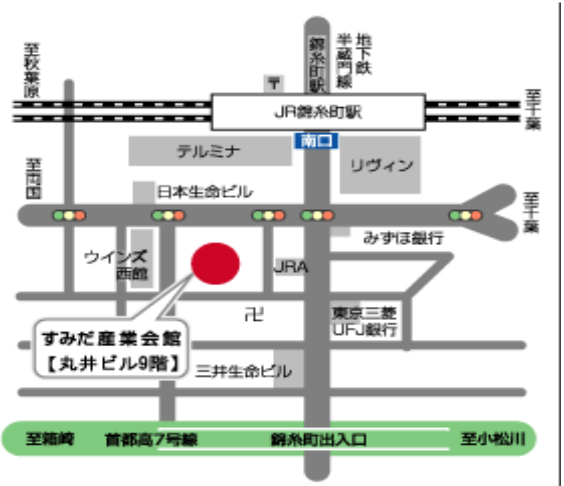 至秋葉原
錦糸町駅
地下鉄
半蔵門線
〒
JR錦糸町駅
至千葉
南口
テルミナ
リヴィン
至両国
日本生命ビル
至千葉
みずほ銀行
ウインズ
西館
JRA
卍
東京三菱
UFJ銀行
すみだ産業会館
【丸井ビル9階】
三井生命ビル
至箱崎
首都高7号線
錦糸町出入口
至小松川